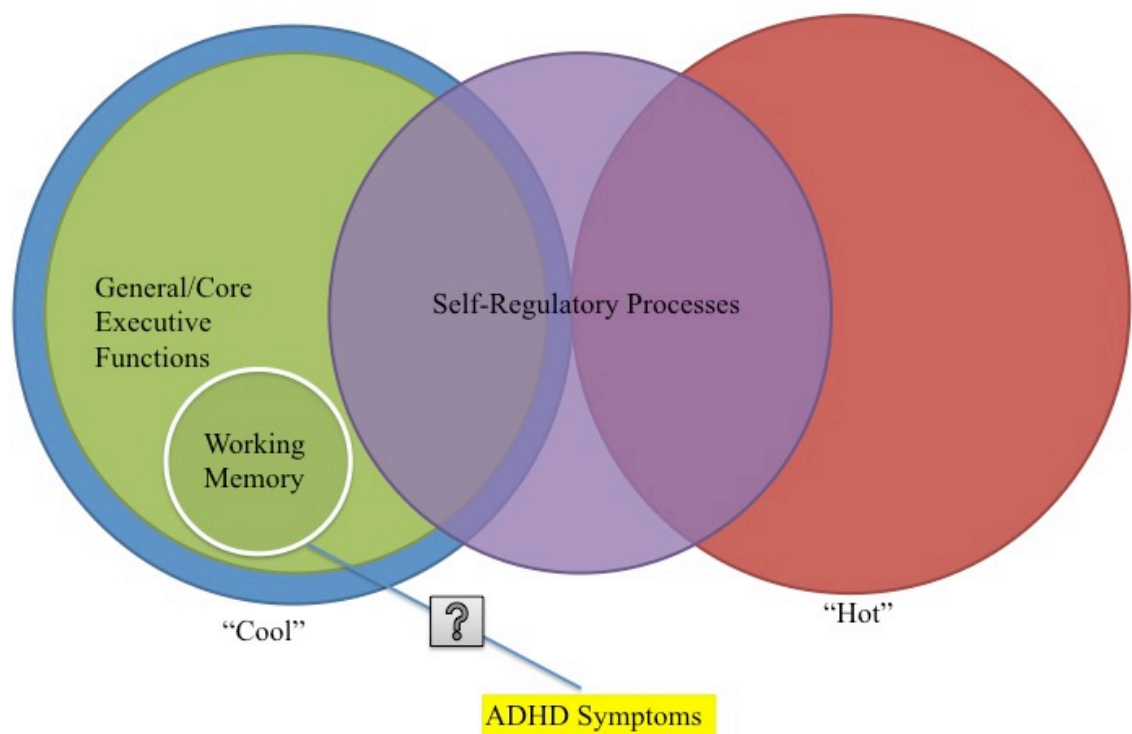 General/Core
Executive
Functions
Self-Regulatory Processes
Working
Memory
“Cool”
“Hot”
?
ADHD Symptoms